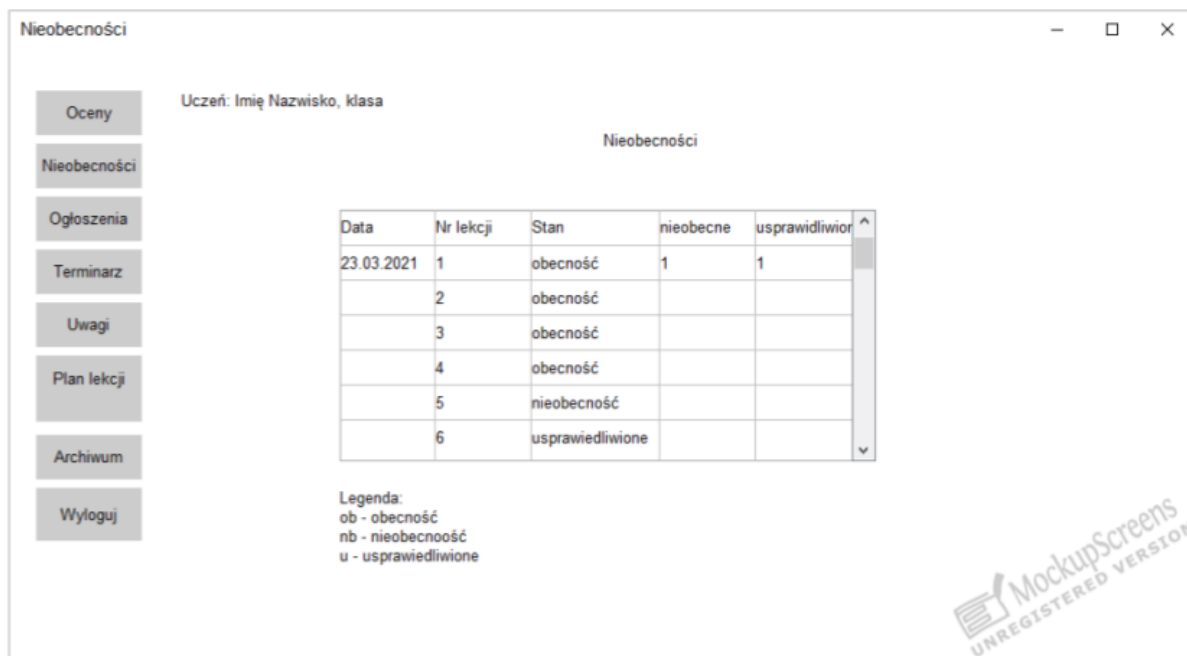 Nieobecności
Oceny
Nieobecności
Ogłoszenia
Terminarz
Uwagi
Plan lekcji
Archiwum
Wyloguj
Uczeń: Imię Nazwisko, klasa
Nieobecności
Data Nr lekcji Stan nieobecne usprawidliwion
23.03.2021 1 obecność 1 1
2 obecność
3 obecność
4 obecność
5 nieobecność
6 usprawiedliwione
Legenda:
ob - obecność
nb - nieobecnoość
u - usprawiedliwione
MockupScreens
UNREGISTERED VERSION